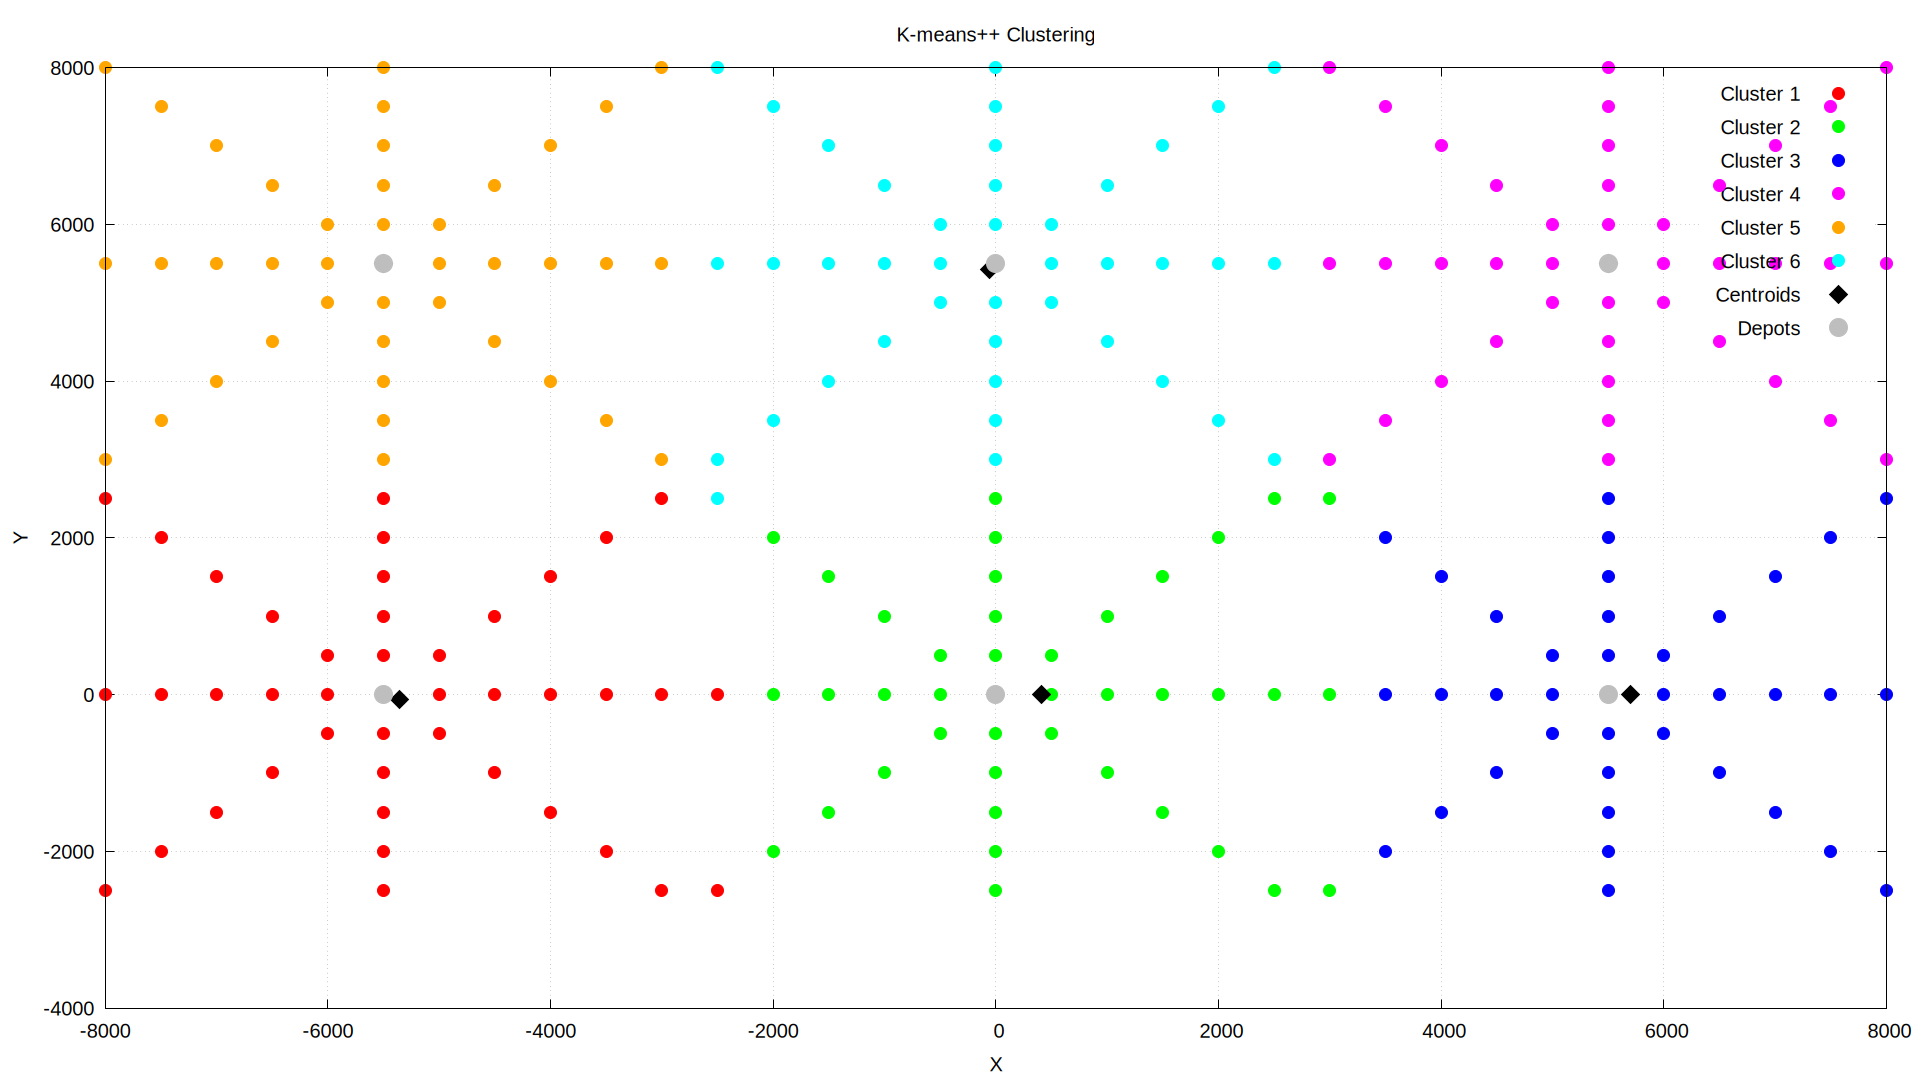 K-means++ Clustering
8000
6000
4000
2000
0
-2000
-4000
Y
Cluster 1
Cluster 2
Cluster 3
Cluster 4
Cluster 5
Cluster 6
Centroids
Depots
-8000 -6000 -4000 -2000 0 2000 4000 6000 8000
X